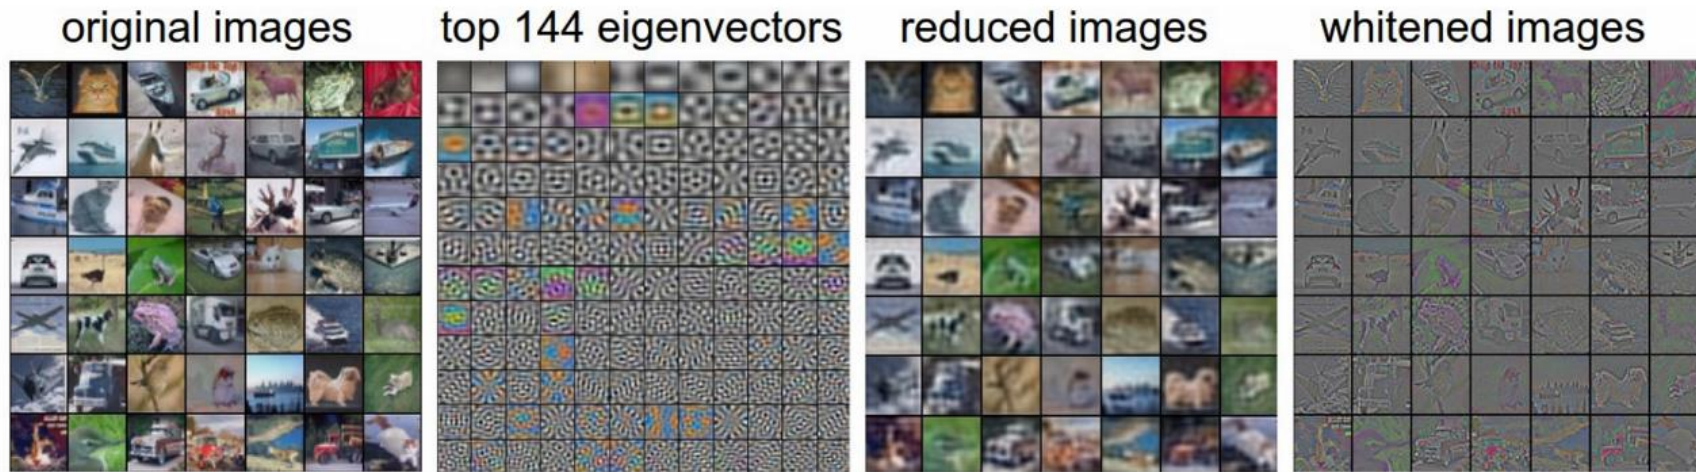 original images
top 144 eigenvectors
reduced images
whitened images